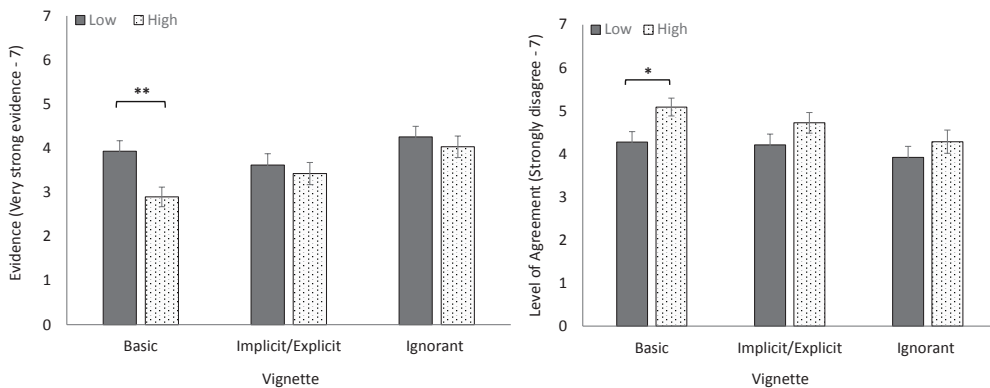 Evidence (Very strong evidence - 7)
7
6
5
4
3
2
1
0
Low High
**
Basic Implicit/Explicit Ignorant
Vignette
Level of Agreement (Strongly disagree - 7)
7
6
5
4
3
2
1
0
Low High
*
Basic Implicit/Explicit Ignorant
Vignette